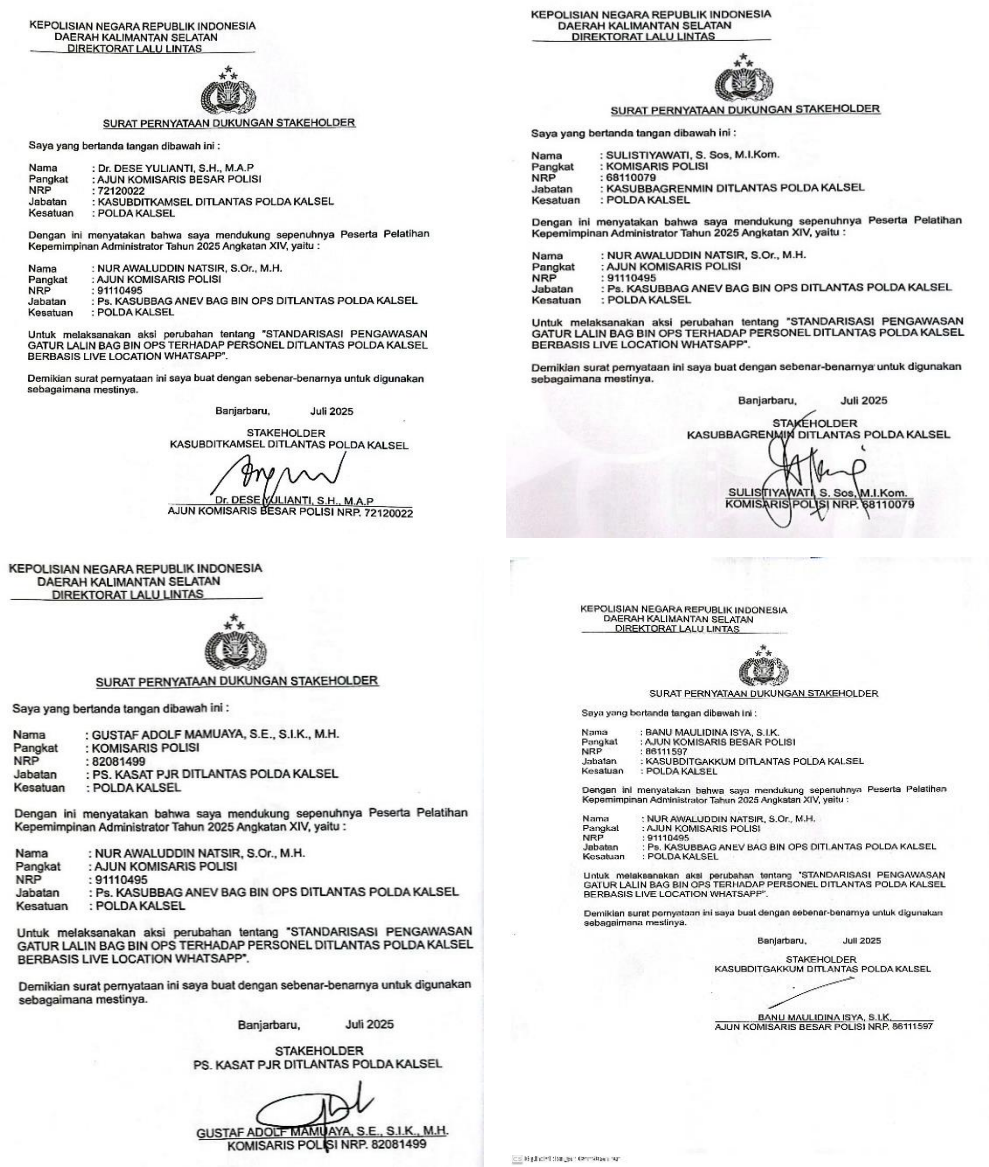 KEPOLISIAN NEGARA REPUBLIK INDONESIA
DAERAH KALIMANTAN SELATAN
DIREKTORAT LALU LINTAS
SURAT PERNYATAAN DUKUNGAN STAKEHOLDER
Saya yang bertanda tangan dibawah ini :
Nama : Dr. DESE YULIANTI, S.H., M.A.P
Pangkat : AJUN KOMISARIS BESAR POLISI
NRP : 72120022
Jabatan : KASUBDITKAMSEL DITLANTAS POLDA KALSEL
Kesatuan : POLDA KALSEL
Dengan ini menyatakan bahwa saya mendukung sepenuhnya Peserta Pelatihan
Kepemimpinan Administrator Tahun 2025 Angkatan XIV, yaitu :
Nama : NUR AWALUDDIN NATSIR, S.Or., M.H.
Pangkat : AJUN KOMISARIS POLISI
NRP : 91110495
Jabatan : Ps. KASUBBAG ANEV BAG BIN OPS DITLANTAS POLDA KALSEL
Kesatuan : POLDA KALSEL
Untuk melaksanakan aksi perubahan tentang "STANDARISASI PENGAWASAN
GATUR LALIN BAG BIN OPS TERHADAP PERSONEL DITLANTAS POLDA KALSEL
BERBASIS LIVE LOCATION WHATSAPP".
Demikian surat pernyataan ini saya buat dengan sebenar-benarnya untuk digunakan
sebagaimana mestinya.
Banjarbaru, Juli 2025
STAKEHOLDER
KASUBDITKAMSEL DITLANTAS POLDA KALSEL
Dr. DESE YULIANTI, S.H., M.A.P
AJUN KOMISARIS BESAR POLISI NRP. 72120022
KEPOLISIAN NEGARA REPUBLIK INDONESIA
DAERAH KALIMANTAN SELATAN
DIREKTORAT LALU LINTAS
SURAT PERNYATAAN DUKUNGAN STAKEHOLDER
Saya yang bertanda tangan dibawah ini :
Nama : SULISTIYAWATI, S. Sos, M.I.Kom.
Pangkat : KOMISARIS POLISI
NRP : 68110079
Jabatan : KASUBBAGRENMIN DITLANTAS POLDA KALSEL
Kesatuan : POLDA KALSEL
Dengan ini menyatakan bahwa saya mendukung sepenuhnya Peserta Pelatihan
Kepemimpinan Administrator Tahun 2025 Angkatan XIV, yaitu :
Nama : NUR AWALUDDIN NATSIR, S.Or., M.H.
Pangkat : AJUN KOMISARIS POLISI
NRP : 91110495
Jabatan : Ps. KASUBBAG ANEV BAG BIN OPS DITLANTAS POLDA KALSEL
Kesatuan : POLDA KALSEL
Untuk melaksanakan aksi perubahan tentang "STANDARISASI PENGAWASAN
GATUR LALIN BAG BIN OPS TERHADAP PERSONEL DITLANTAS POLDA KALSEL
BERBASIS LIVE LOCATION WHATSAPP".
Demikian surat pernyataan ini saya buat dengan sebenar-benarnya untuk digunakan
sebagaimana mestinya.
Banjarbaru, Juli 2025
STAKEHOLDER
KASUBBAGRENMIN DITLANTAS POLDA KALSEL
SULISTIYAWATI, S. Sos, M.I.Kom.
KOMISARIS POLISI NRP. 68110079
KEPOLISIAN NEGARA REPUBLIK INDONESIA
DAERAH KALIMANTAN SELATAN
DIREKTORAT LALU LINTAS
SURAT PERNYATAAN DUKUNGAN STAKEHOLDER
Saya yang bertanda tangan dibawah ini :
Nama : GUSTAF ADOLF MAMUAYA, S.E., S.I.K., M.H.
Pangkat : KOMISARIS POLISI
NRP : 82081499
Jabatan : PS. KASAT PJR DITLANTAS POLDA KALSEL
Kesatuan : POLDA KALSEL
Dengan ini menyatakan bahwa saya mendukung sepenuhnya Peserta Pelatihan
Kepemimpinan Administrator Tahun 2025 Angkatan XIV, yaitu :
Nama : NUR AWALUDDIN NATSIR, S.Or., M.H.
Pangkat : AJUN KOMISARIS POLISI
NRP : 91110495
Jabatan : Ps. KASUBBAG ANEV BAG BIN OPS DITLANTAS POLDA KALSEL
Kesatuan : POLDA KALSEL
Untuk melaksanakan aksi perubahan tentang "STANDARISASI PENGAWASAN
GATUR LALIN BAG BIN OPS TERHADAP PERSONEL DITLANTAS POLDA KALSEL
BERBASIS LIVE LOCATION WHATSAPP".
Demikian surat pernyataan ini saya buat dengan sebenar-benarnya untuk digunakan
sebagaimana mestinya.
Banjarbaru, Juli 2025
STAKEHOLDER
PS. KASAT PJR DITLANTAS POLDA KALSEL
GUSTAF ADOLF MAMUAYA, S.E., S.I.K., M.H.
KOMISARIS POLISI NRP. 82081499
KEPOLISIAN NEGARA REPUBLIK INDONESIA
DAERAH KALIMANTAN SELATAN
DIREKTORAT LALU LINTAS
SURAT PERNYATAAN DUKUNGAN STAKEHOLDER
Saya yang bertanda tangan dibawah ini :
Nama : BANU MAULIDINA ISYA, S.I.K.
Pangkat : AJUN KOMISARIS BESAR POLISI
NRP : 86111597
Jabatan : KASUBDITGAKKUM DITLANTAS POLDA KALSEL
Kesatuan : POLDA KALSEL
Dengan ini menyatakan bahwa saya mendukung sepenuhnya Peserta Pelatihan
Kepemimpinan Administrator Tahun 2025 Angkatan XIV, yaitu :
Nama : NUR AWALUDDIN NATSIR, S.Or., M.H.
Pangkat : AJUN KOMISARIS POLISI
NRP : 91110495
Jabatan : Ps. KASUBBAG ANEV BAG BIN OPS DITLANTAS POLDA KALSEL
Kesatuan : POLDA KALSEL
Untuk melaksanakan aksi perubahan tentang "STANDARISASI PENGAWASAN
GATUR LALIN BAG BIN OPS TERHADAP PERSONEL DITLANTAS POLDA KALSEL
BERBASIS LIVE LOCATION WHATSAPP".
Demikian surat pernyataan ini saya buat dengan sebenar-benarnya untuk digunakan
sebagaimana mestinya.
Banjarbaru, Juli 2025
STAKEHOLDER
KASUBDITGAKKUM DITLANTAS POLDA KALSEL
BANU MAULIDINA ISYA, S.I.K.
AJUN KOMISARIS BESAR POLISI NRP. 86111597